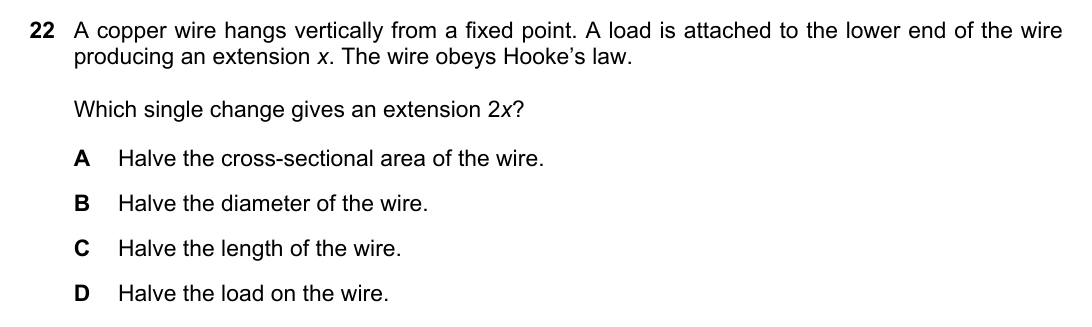 22 A copper wire hangs vertically from a fixed point. A load is attached to the lower end of the wire
producing an extension x. The wire obeys Hooke’s law.
Which single change gives an extension 2x?
A Halve the cross-sectional area of the wire.
B Halve the diameter of the wire.
C Halve the length of the wire.
D Halve the load on the wire.